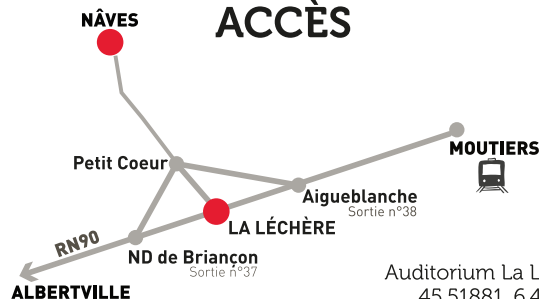 ACCÈS
NÂVES
MOUTIERS
Petit Coeur
Aigueblanche
Sortie n°38
LA LÉCHÈRE
RN90
ND de Briançon
Sortie n°37
ALBERTVILLE
Auditorium La L
45.51881, 6.4